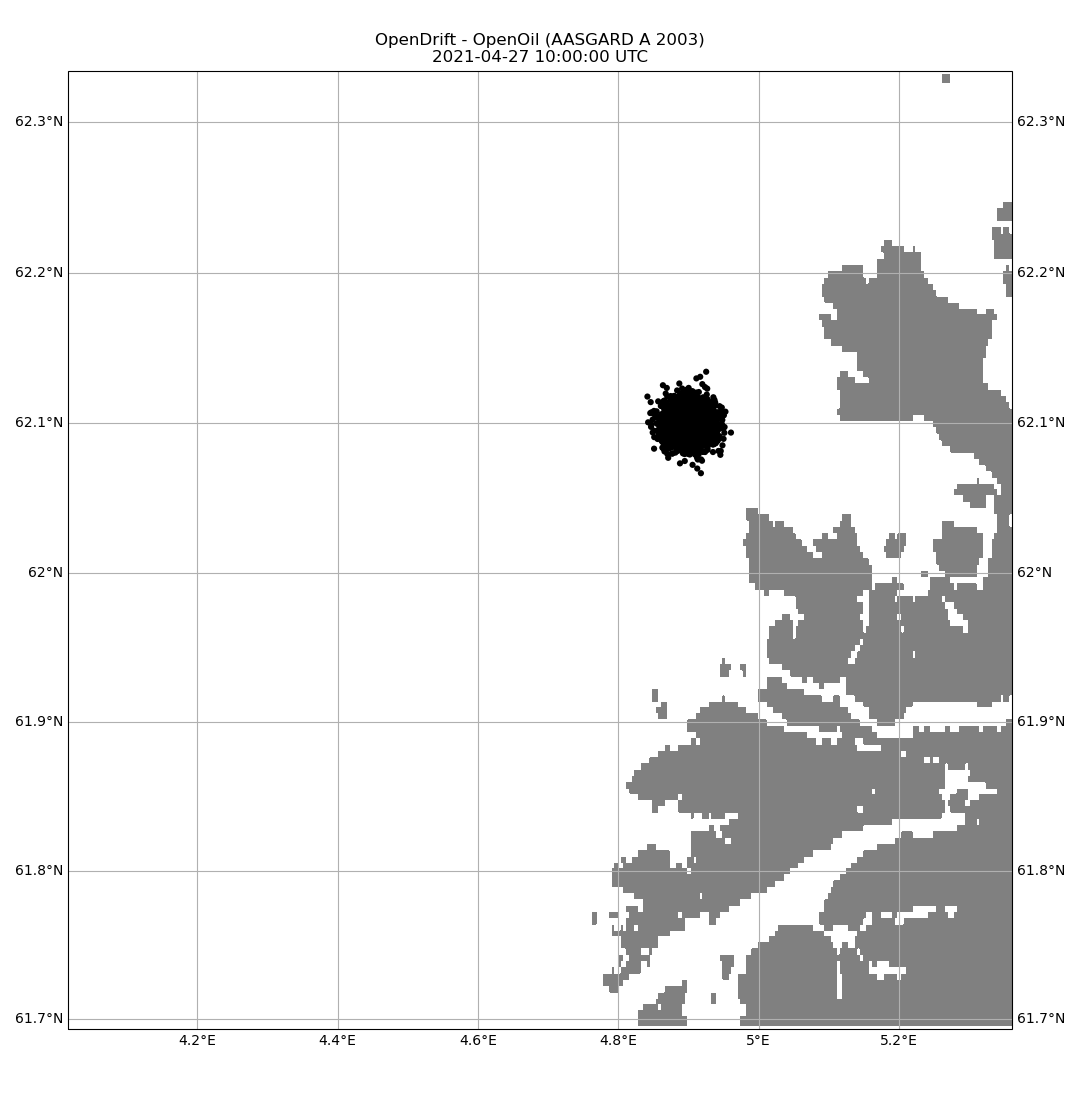 OpenDrift - OpenOil (AASGARD A 2003)
2021-04-27 10:00:00 UTC
62.3°N 62.3°N
62.2°N 62.2°N
62.1°N 62.1°N
62°N 62°N
61.9°N 61.9°N
61.8°N 61.8°N
61.7°N 61.7°N
4.2°E 4.4°E 4.6°E 4.8°E 5°E 5.2°E